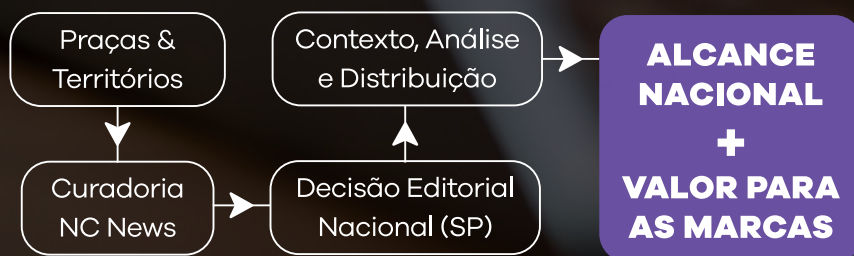 Praças &
Territórios
Curadoria
NC News
Decisão Editorial
Nacional (SP)
Contexto, Análise
e Distribuição
ALCANCE
NACIONAL
+
VALOR PARA
AS MARCAS